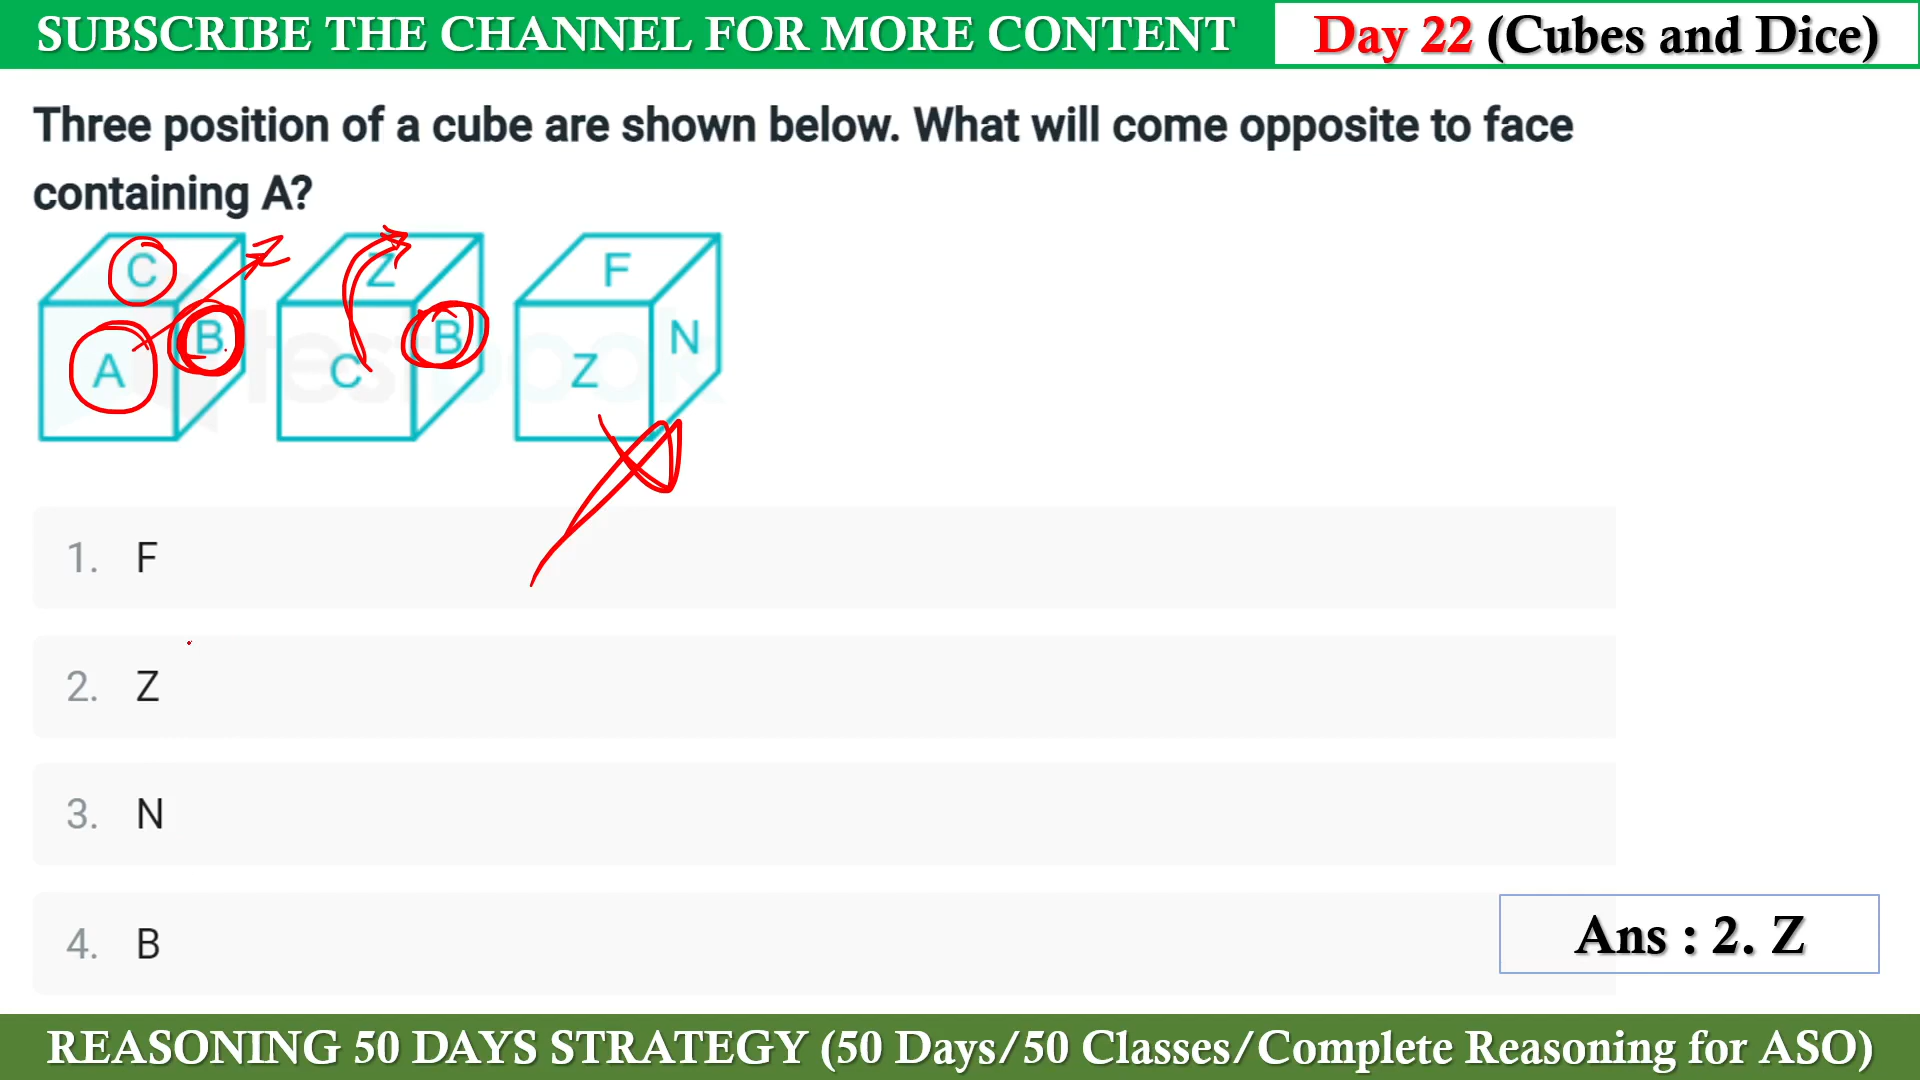 SUBSCRIBE THE CHANNEL FOR MORE CONTENT
Day 22 (Cubes and Dice)
Three position of a cube are shown below. What will come opposite to face
containing A?
C
A
B
Z
C
B
F
Z
N
1. F
2. Z
3. N
4. B
Ans : 2. Z
REASONING 50 DAYS STRATEGY (50 Days/50 Classes/Complete Reasoning for ASO)